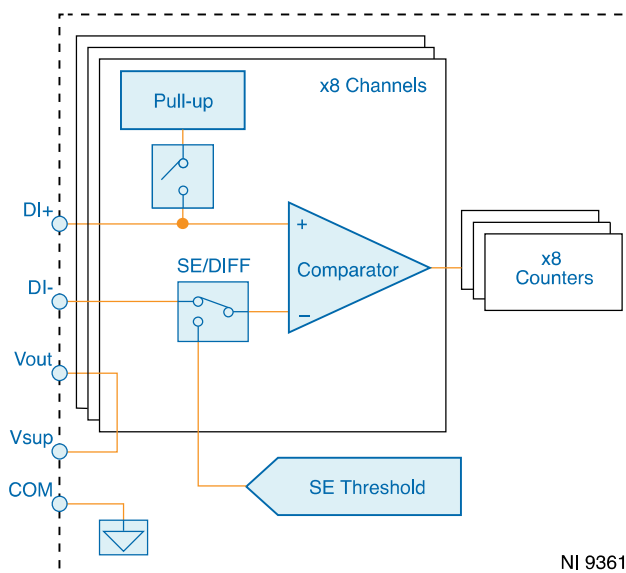 x8 Channels
Pull-up
DI+
+
Comparator
SE/DIFF
x8
Counters
DI-
−
Vout
Vsup
COM
SE Threshold
NI 9361